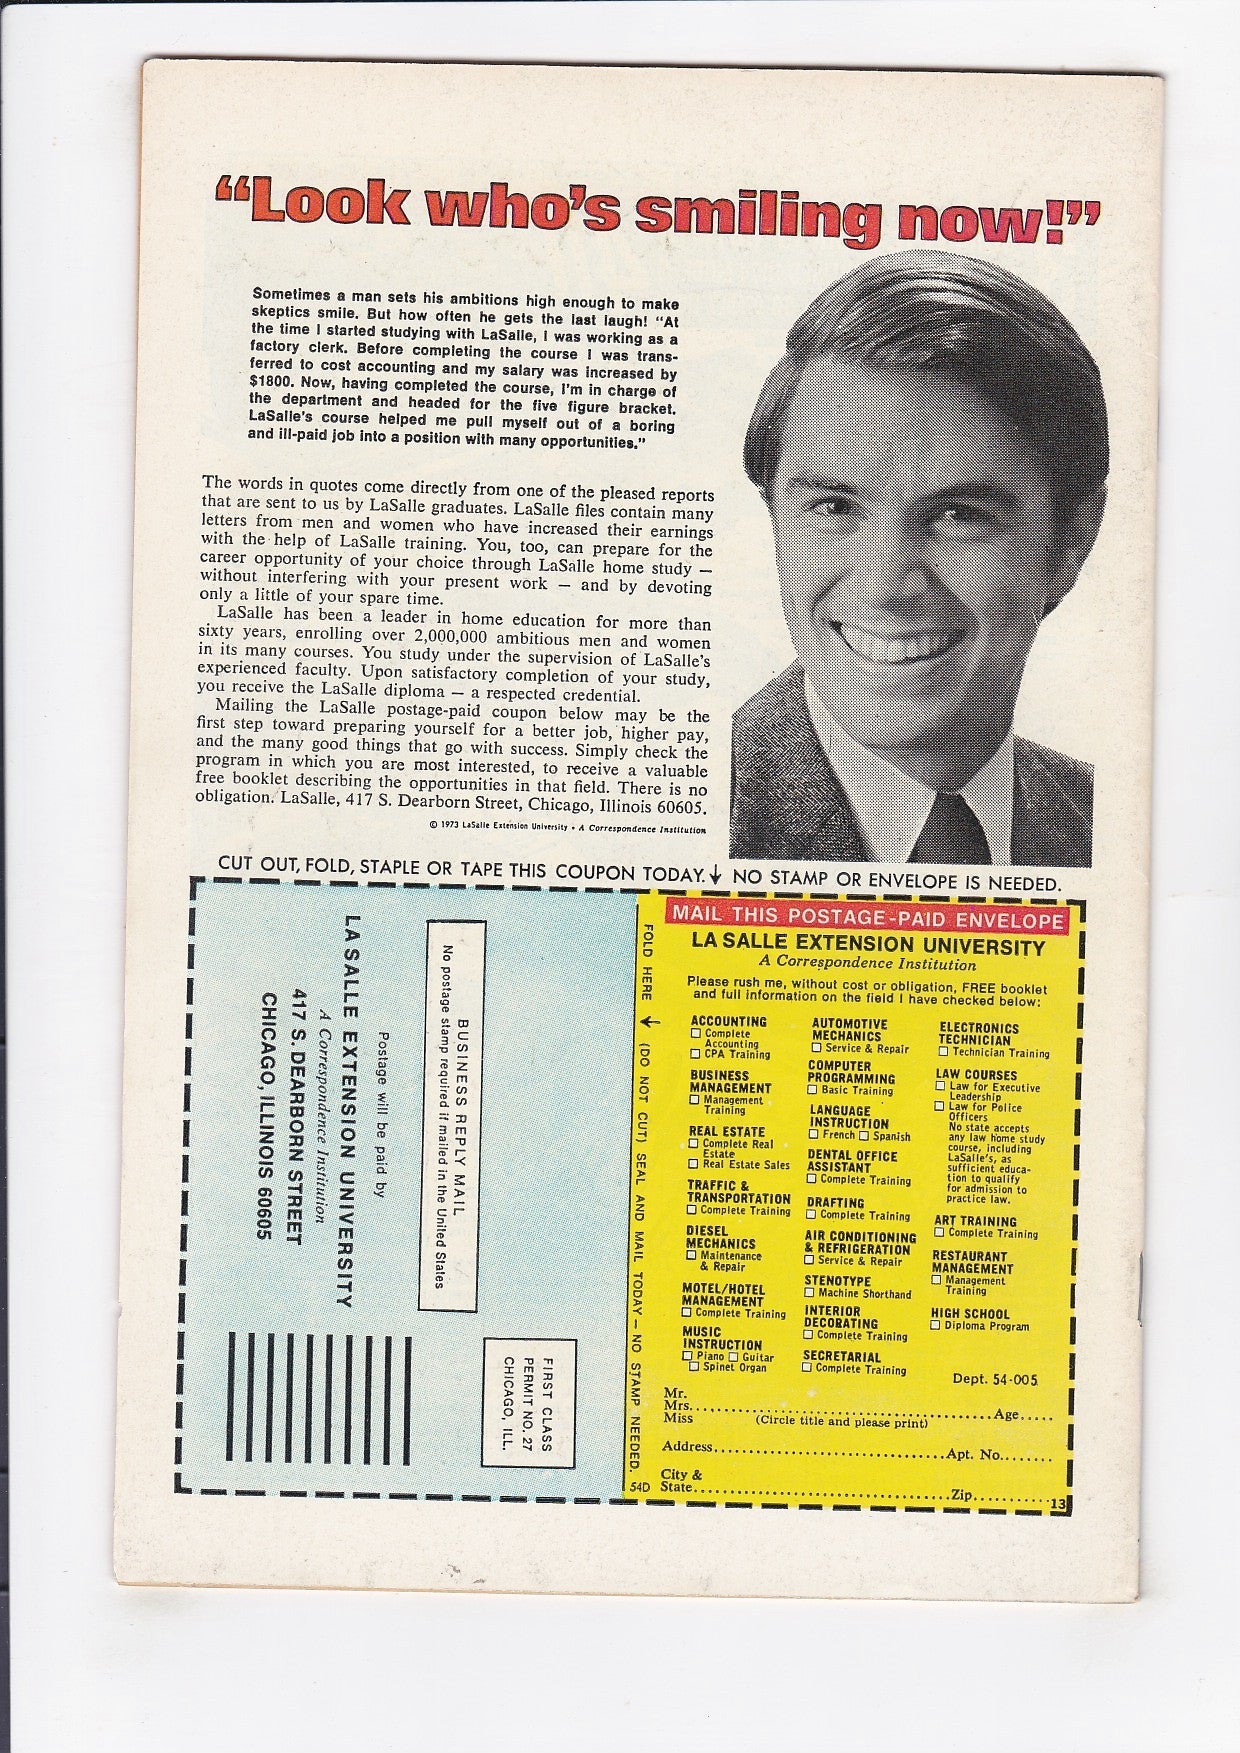 “Look who’s smiling now!”
Sometimes a man sets his ambitions high enough to make
skeptics smile. But how often he gets the last laugh! “At
the time I started studying with LaSalle, I was working as a
factory clerk. Before completing the course I was trans-
ferred to cost accounting and my salary was increased by
$1800. Now, having completed the course, I’m in charge of
the department and headed for the five figure bracket.
LaSalle’s course helped me pull myself out of a boring
and ill-paid job into a position with many opportunities.”
The words in quotes come directly from one of the pleased reports
that are sent to us by LaSalle graduates. LaSalle files contain many
letters from men and women who have increased their earnings
with the help of LaSalle training. You, too, can prepare for the
career opportunity of your choice through LaSalle home study —
without interfering with your present work — and by devoting
only a little of your spare time.
LaSalle has been a leader in home education for more than
sixty years, enrolling over 2,000,000 ambitious men and women
in its many courses. You study under the supervision of LaSalle’s
experienced faculty. Upon satisfactory completion of your study,
you receive the LaSalle diploma — a respected credential.
Mailing the LaSalle postage-paid coupon below may be the
first step toward preparing yourself for a better job, higher pay,
and the many good things that go with success. Simply check the
program in which you are most interested, to receive a valuable
free booklet describing the opportunities in that field. There is no
obligation. LaSalle, 417 S. Dearborn Street, Chicago, Illinois 60605.
© 1973 LaSalle Extension University • A Correspondence Institution
CUT OUT, FOLD, STAPLE OR TAPE THIS COUPON TODAY.↓ NO STAMP OR ENVELOPE IS NEEDED.
BUSINESS REPLY MAIL
No postage stamp required if mailed in the United States
Postage will be paid by
LA SALLE EXTENSION UNIVERSITY
A Correspondence Institution
417 S. DEARBORN STREET
CHICAGO, ILLINOIS 60605
FIRST CLASS
PERMIT NO. 27
CHICAGO, ILL.
FOLD HERE ↓ (DO NOT CUT) SEAL AND MAIL TODAY — NO STAMP NEEDED.
54D
MAIL THIS POSTAGE-PAID ENVELOPE
LA SALLE EXTENSION UNIVERSITY
A Correspondence Institution
Please rush me, without cost or obligation, FREE booklet
and full information on the field I have checked below:
ACCOUNTING
☐ Complete
Accounting
☐ CPA Training
BUSINESS
MANAGEMENT
☐ Management
Training
REAL ESTATE
☐ Complete Real
Estate
☐ Real Estate Sales
TRAFFIC &
TRANSPORTATION
☐ Complete Training
DIESEL
MECHANICS
☐ Maintenance
& Repair
MOTEL/HOTEL
MANAGEMENT
☐ Complete Training
MUSIC
INSTRUCTION
☐ Piano ☐ Guitar
☐ Spinet Organ
AUTOMOTIVE
MECHANICS
☐ Service & Repair
COMPUTER
PROGRAMMING
☐ Basic Training
LANGUAGE
INSTRUCTION
☐ French ☐ Spanish
DENTAL OFFICE
ASSISTANT
☐ Complete Training
DRAFTING
☐ Complete Training
AIR CONDITIONING
& REFRIGERATION
☐ Service & Repair
STENOTYPE
☐ Machine Shorthand
INTERIOR
DECORATING
☐ Complete Training
SECRETARIAL
☐ Complete Training
ELECTRONICS
TECHNICIAN
☐ Technician Training
LAW COURSES
☐ Law for Executive
Leadership
☐ Law for Police
Officers
No state accepts
any law home study
course, including
LaSalle’s, as
sufficient educa-
tion to qualify
for admission to
practice law.
ART TRAINING
☐ Complete Training
RESTAURANT
MANAGEMENT
☐ Management
Training
HIGH SCHOOL
☐ Diploma Program
Dept. 54-005
Mr.
Mrs.......................................................Age.....
Miss (Circle title and please print)
Address..........................................Apt. No........
City &
State..............................................Zip...........
13